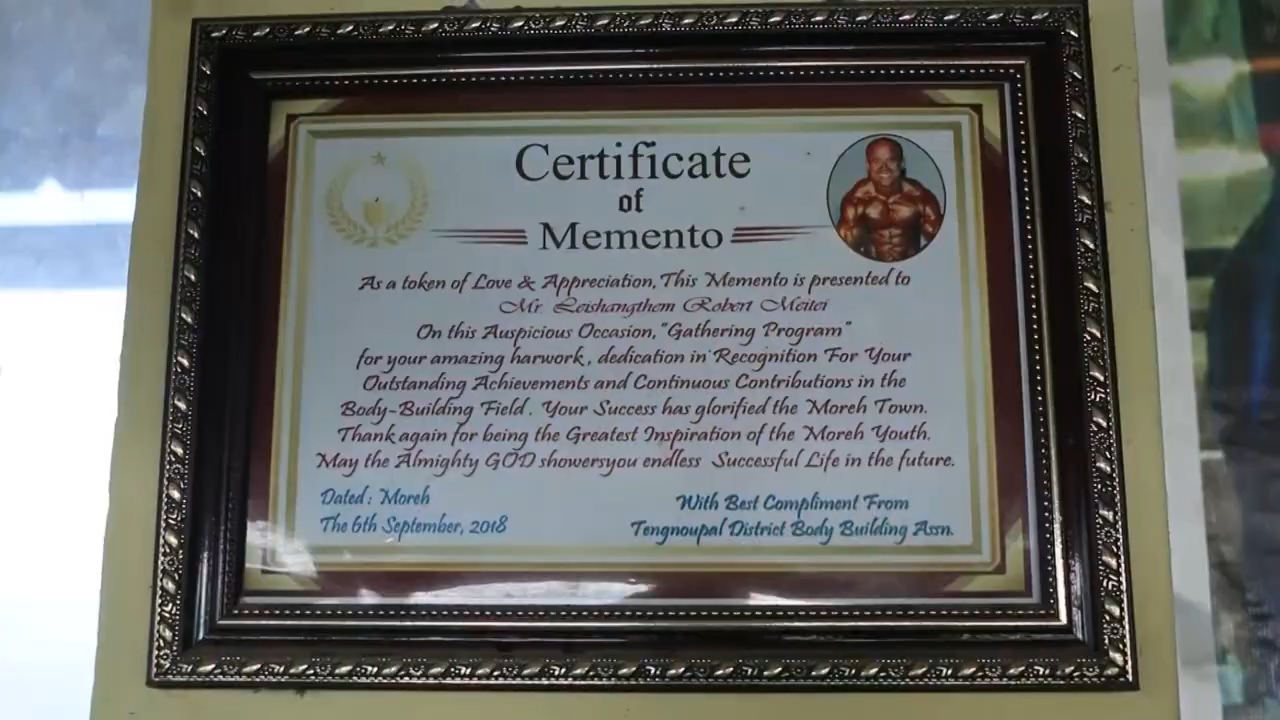 Certificate
of
Memento
As a token of Love & Appreciation, This Memento is presented to
Mr. Leishangthem Robert Meitei
On this Auspicious Occasion, "Gathering Program"
for your amazing harwork, dedication in Recognition For Your
Outstanding Achievements and Continuous Contributions in the
Body-Building Field. Your Success has glorified the Moreh Town.
Thank again for being the Greatest Inspiration of the Moreh Youth.
May the Almighty GOD showersyou endless Successful Life in the future.
Dated: Moreh
The 6th September, 2018
With Best Compliment From
Tengnoupal District Body Building Assn.